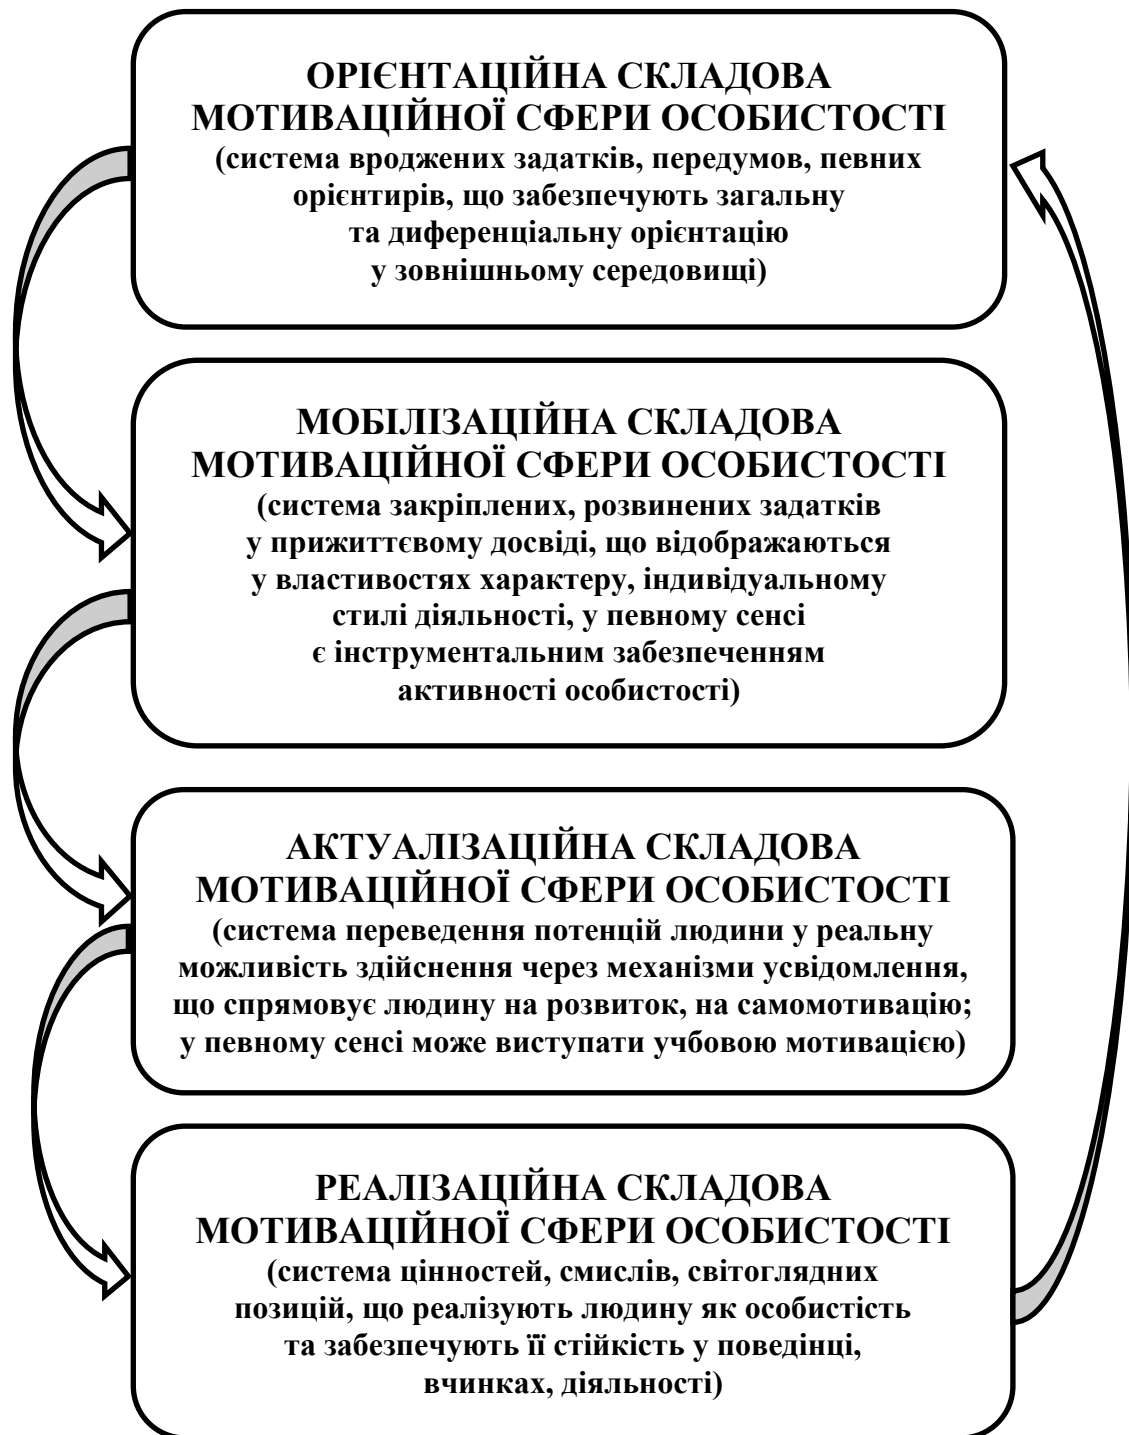 ОРІЄНТАЦІЙНА СКЛАДОВА
МОТИВАЦІЙНОЇ СФЕРИ ОСОБИСТОСТІ
(система вроджених задатків, передумов, певних
орієнтирів, що забезпечують загальну
та диференціальну орієнтацію
у зовнішньому середовищі)
МОБІЛІЗАЦІЙНА СКЛАДОВА
МОТИВАЦІЙНОЇ СФЕРИ ОСОБИСТОСТІ
(система закріплених, розвинених задатків
у прижиттєвому досвіді, що відображаються
у властивостях характеру, індивідуальному
стилі діяльності, у певному сенсі
є інструментальним забезпеченням
активності особистості)
АКТУАЛІЗАЦІЙНА СКЛАДОВА
МОТИВАЦІЙНОЇ СФЕРИ ОСОБИСТОСТІ
(система переведення потенцій людини у реальну
можливість здійснення через механізми усвідомлення,
що спрямовує людину на розвиток, на самомотивацію;
у певному сенсі може виступати учбовою мотивацією)
РЕАЛІЗАЦІЙНА СКЛАДОВА
МОТИВАЦІЙНОЇ СФЕРИ ОСОБИСТОСТІ
(система цінностей, смислів, світоглядних
позицій, що реалізують людину як особистість
та забезпечують її стійкість у поведінці,
вчинках, діяльності)